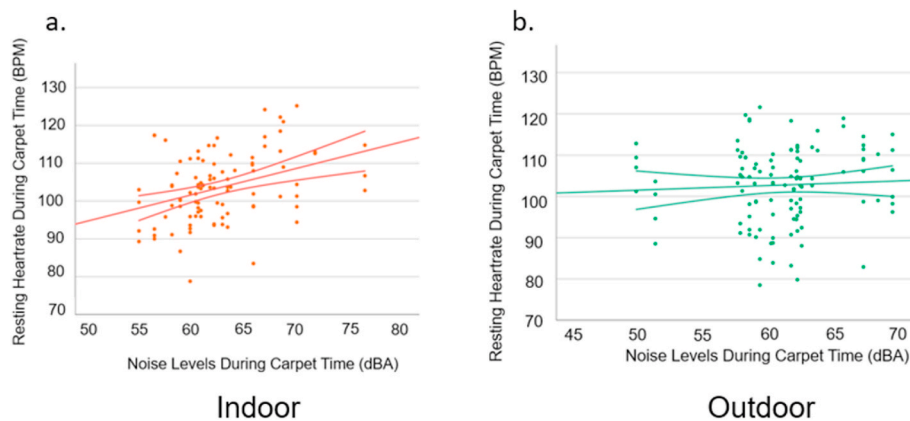 a.
Resting Heartrate During Carpet Time (BPM)
130
120
110
100
90
80
70
50 55 60 65 70 75 80
Noise Levels During Carpet Time (dBA)
Indoor
b.
Resting Heartrate During Carpet Time (BPM)
130
120
110
100
90
80
70
45 50 55 60 65 70
Noise Levels During Carpet Time (dBA)
Outdoor